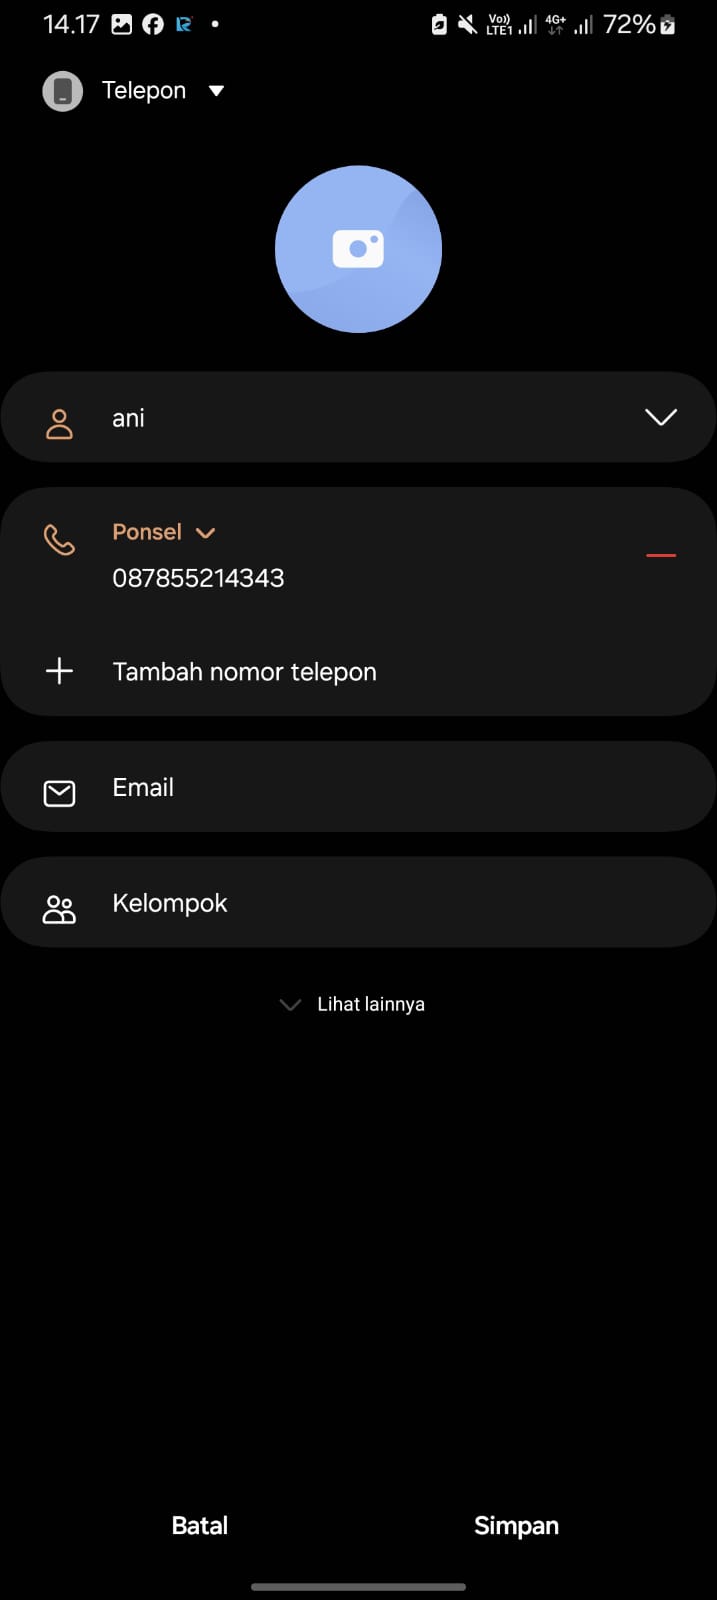 14.17 Vo)) LTE1 4G+ 72%
Telepon
ani
Ponsel
087855214343
Tambah nomor telepon
Email
Kelompok
Lihat lainnya
Batal Simpan